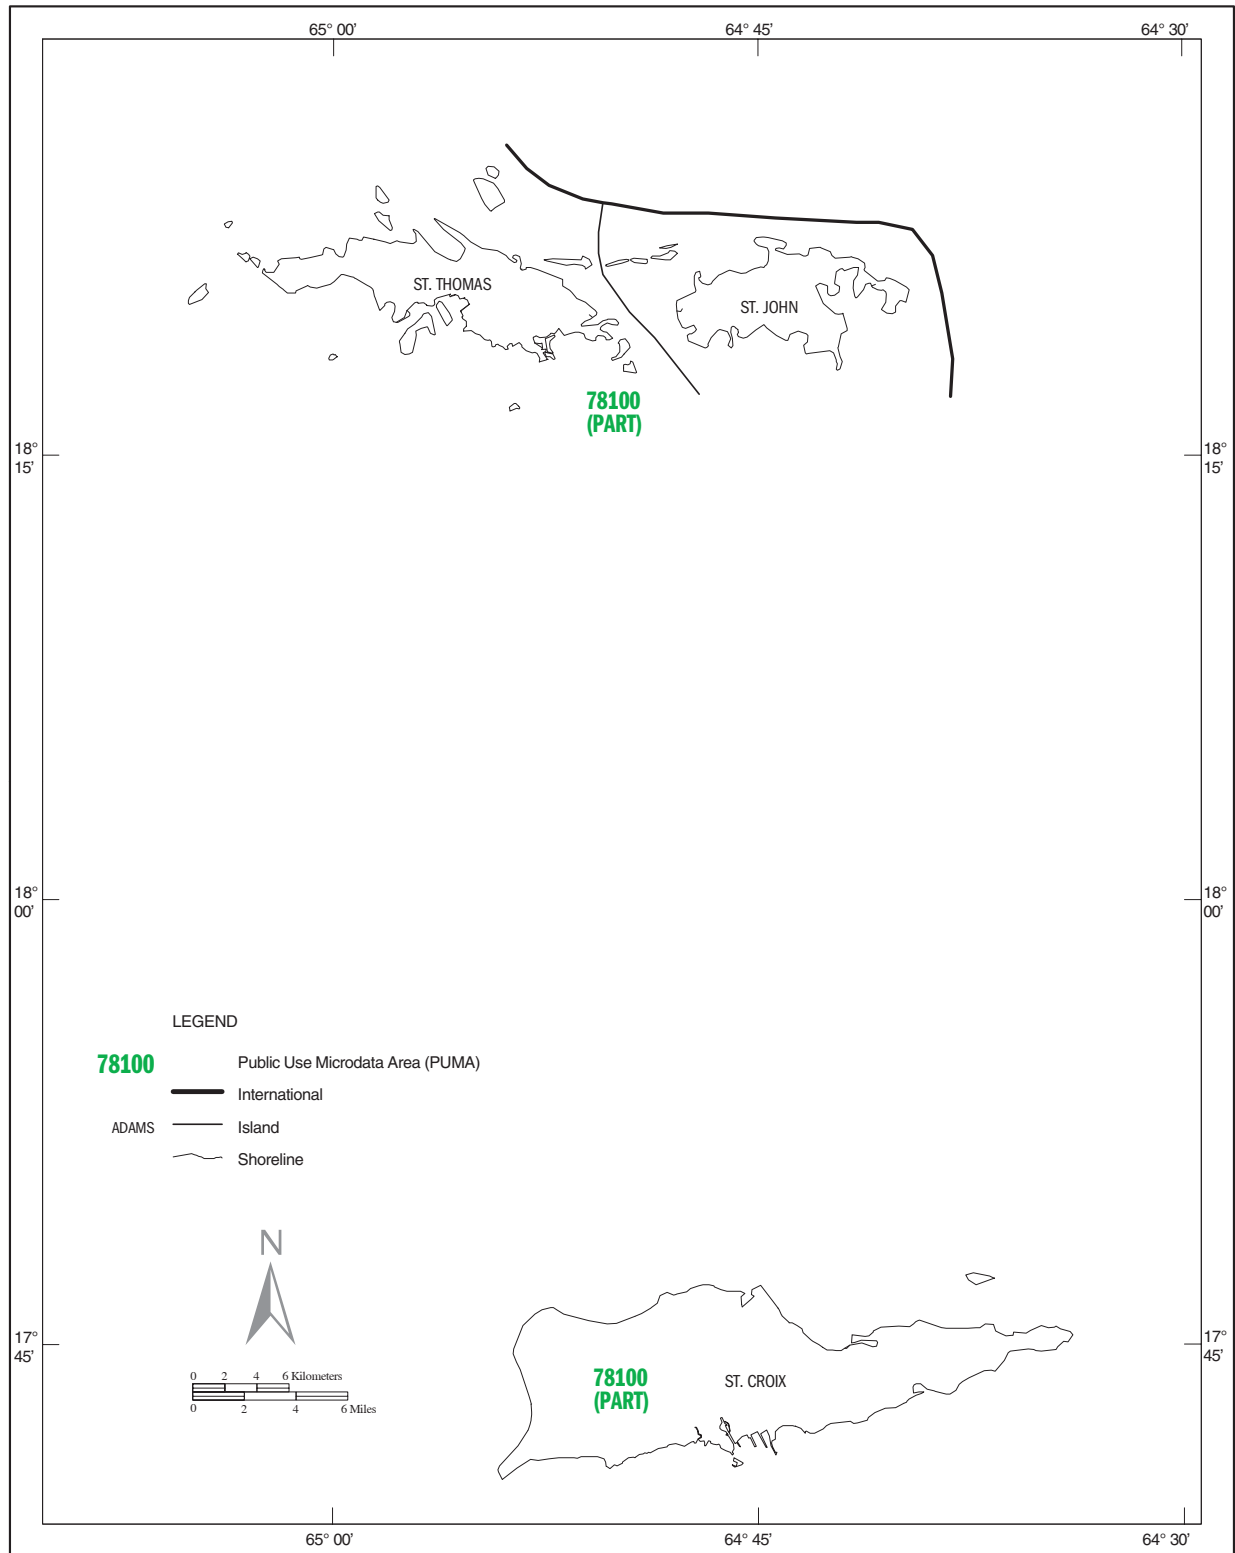 65° 00'
64° 45'
64° 30'
ST. THOMAS
ST. JOHN
78100
(PART)
18°
15'
18°
15'
18°
00'
18°
00'
LEGEND
78100 Public Use Microdata Area (PUMA)
International
ADAMS Island
Shoreline
N
17°
45'
17°
45'
0 2 4 6 Kilometers
0 2 4 6 Miles
78100
(PART)
ST. CROIX
65° 00'
64° 45'
64° 30'